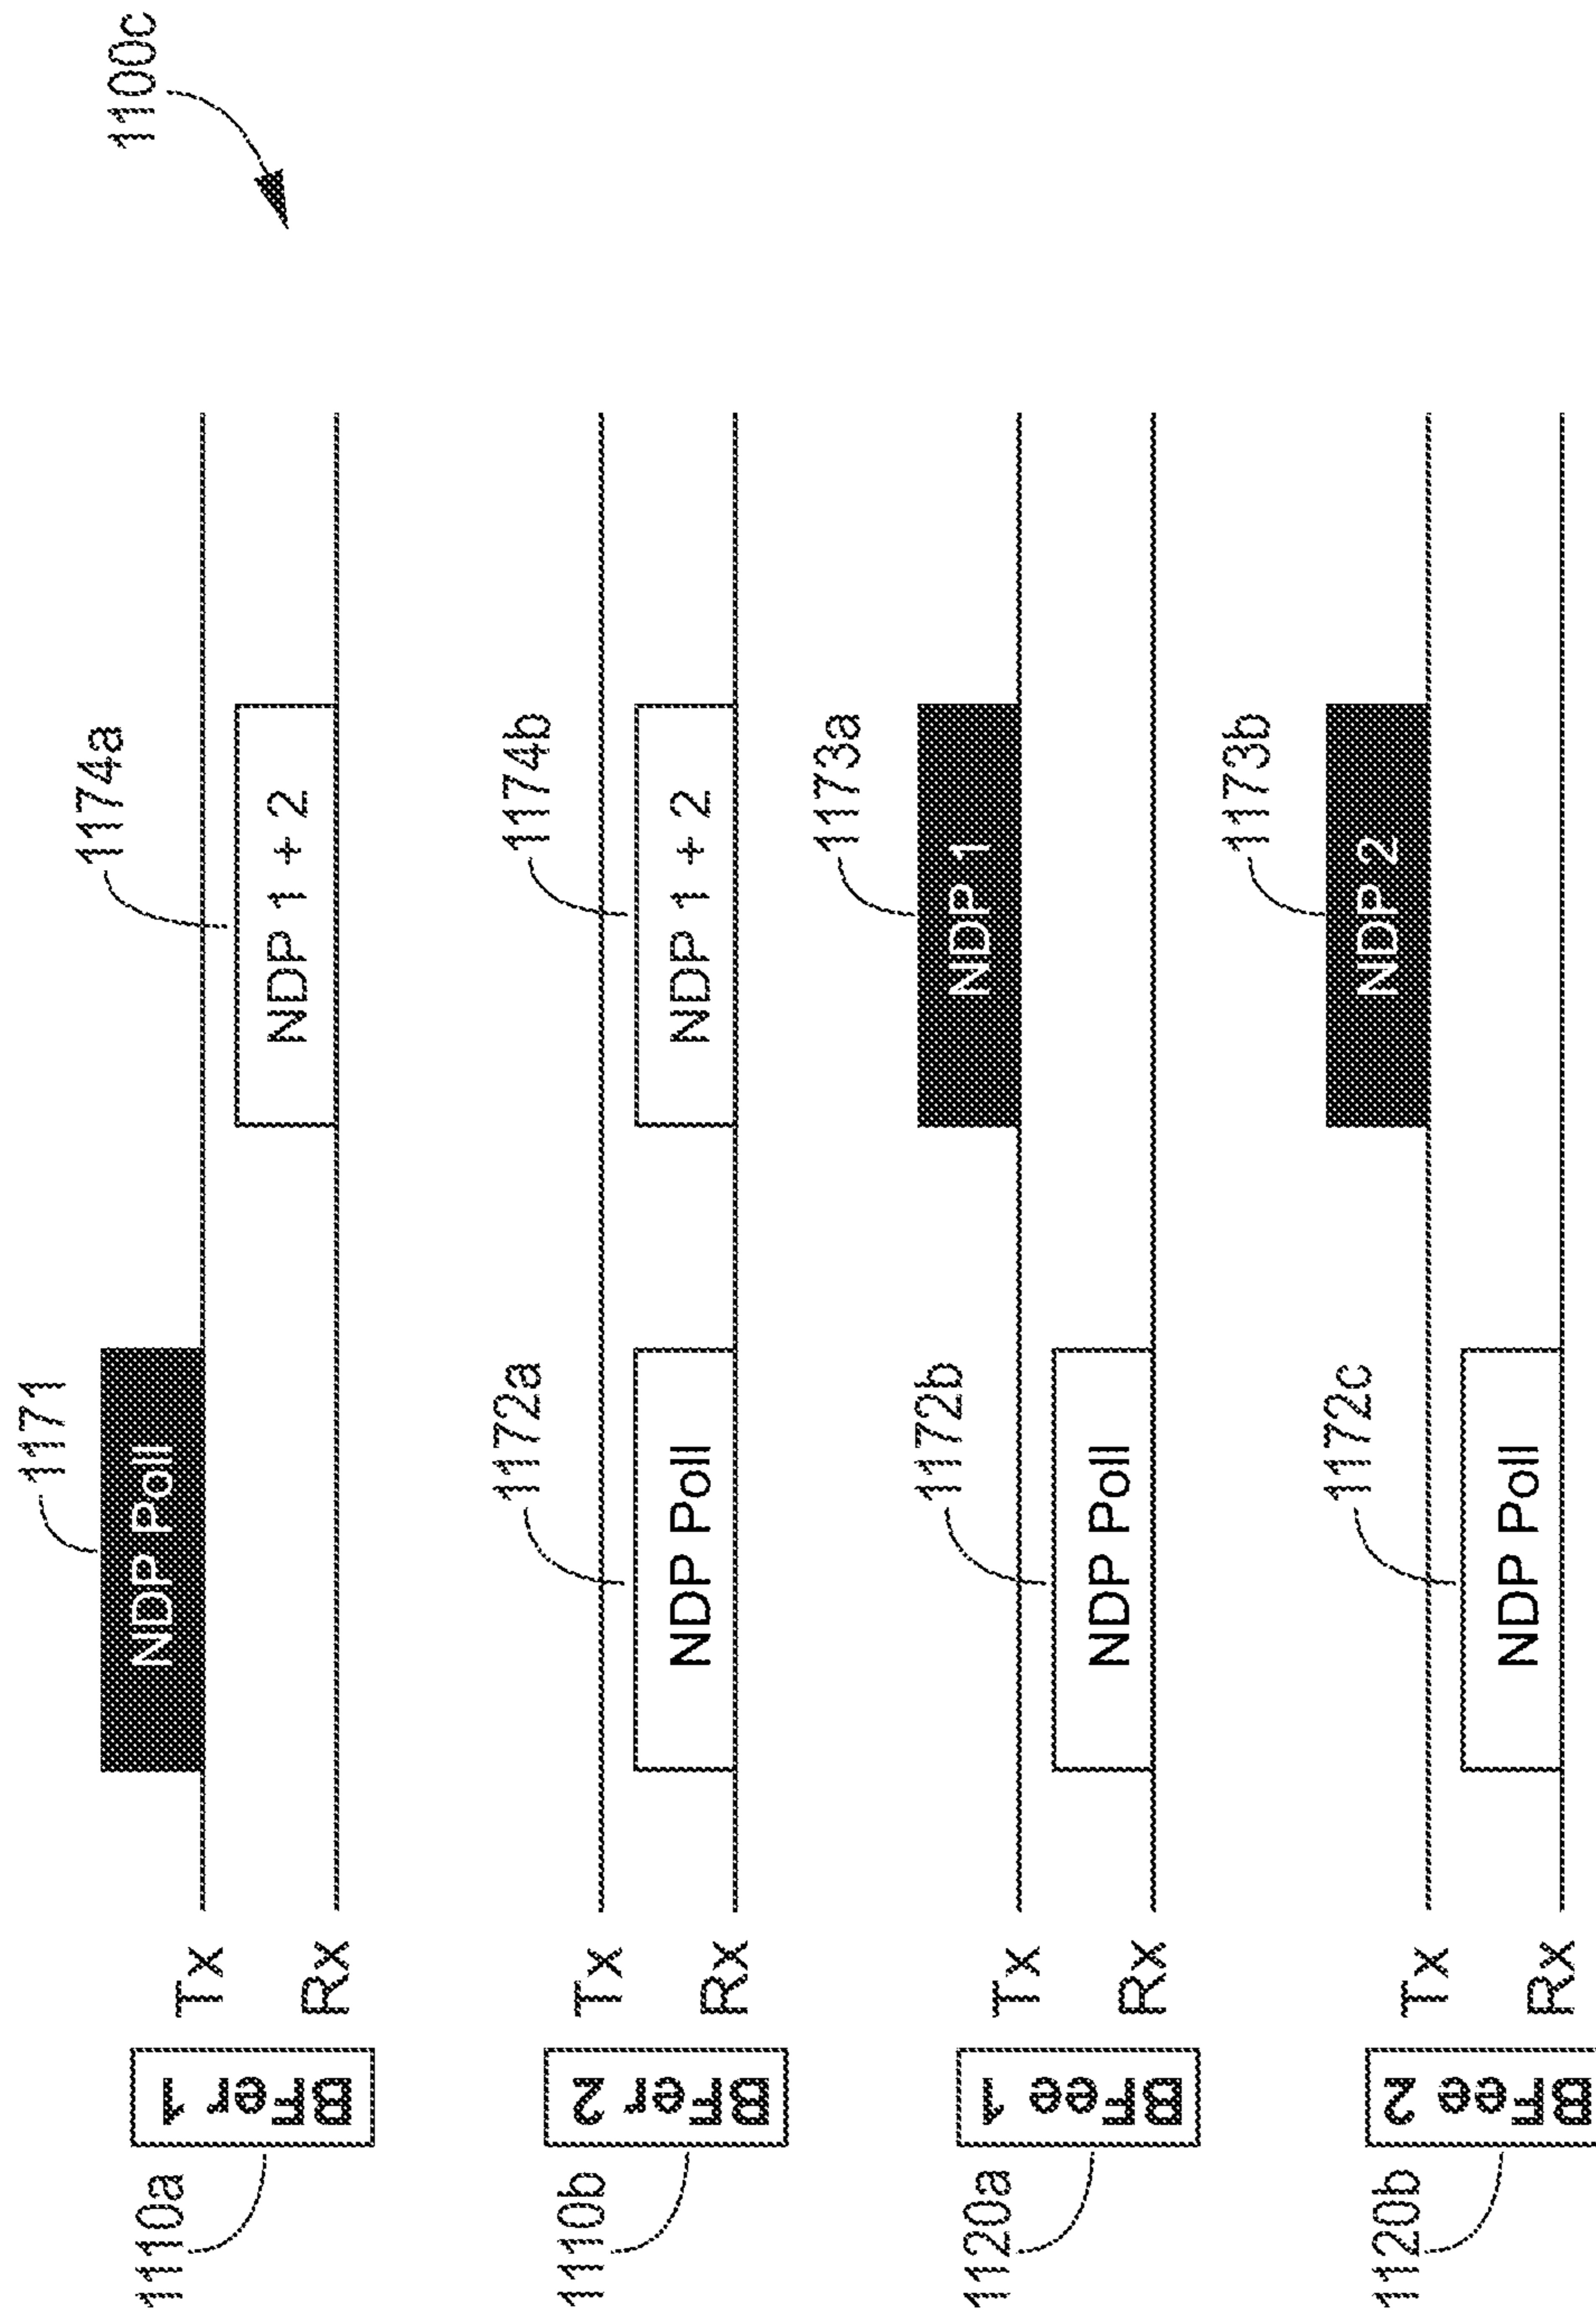 1100c
1110a
BFer 1
Tx
Rx
1171
NDP Poll
1174a
NDP 1 + 2
1110b
BFer 2
Tx
Rx
1172a
NDP Poll
1174b
NDP 1 + 2
1120a
BFee 1
Tx
Rx
1172b
NDP Poll
1173a
NDP 1
1120b
BFee 2
Tx
Rx
1172c
NDP Poll
1173b
NDP 2